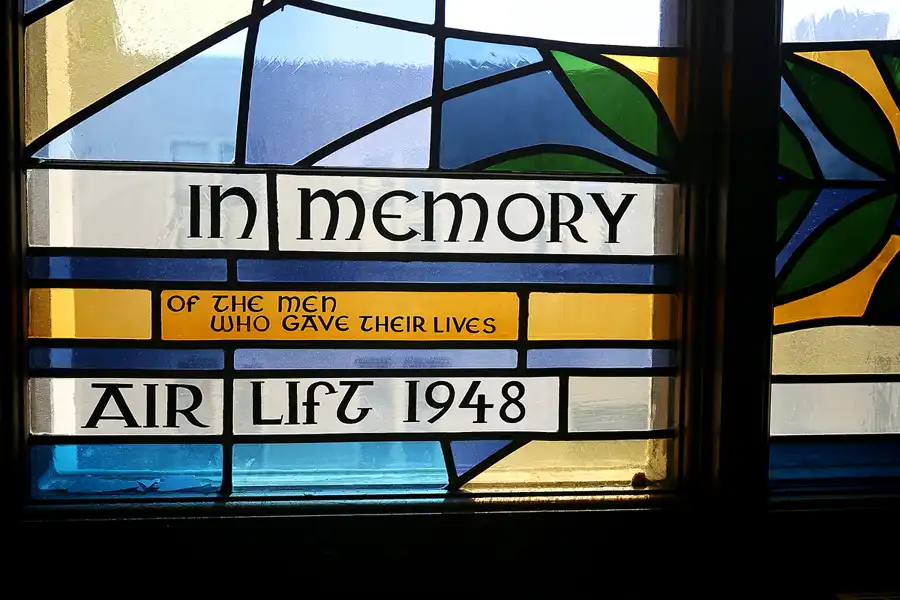 IN MEMORY
OF THE MEN
WHO GAVE THEIR LIVES
AIR LIFT 1948